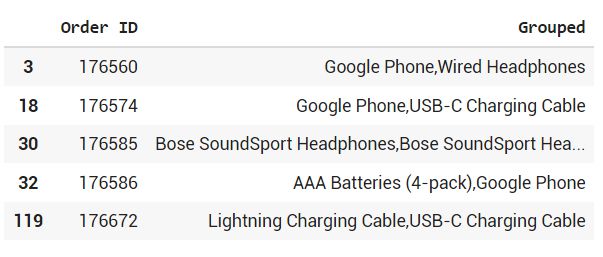 Order ID Grouped
3 176560 Google Phone,Wired Headphones
18 176574 Google Phone,USB-C Charging Cable
30 176585 Bose SoundSport Headphones,Bose SoundSport Hea...
32 176586 AAA Batteries (4-pack),Google Phone
119 176672 Lightning Charging Cable,USB-C Charging Cable